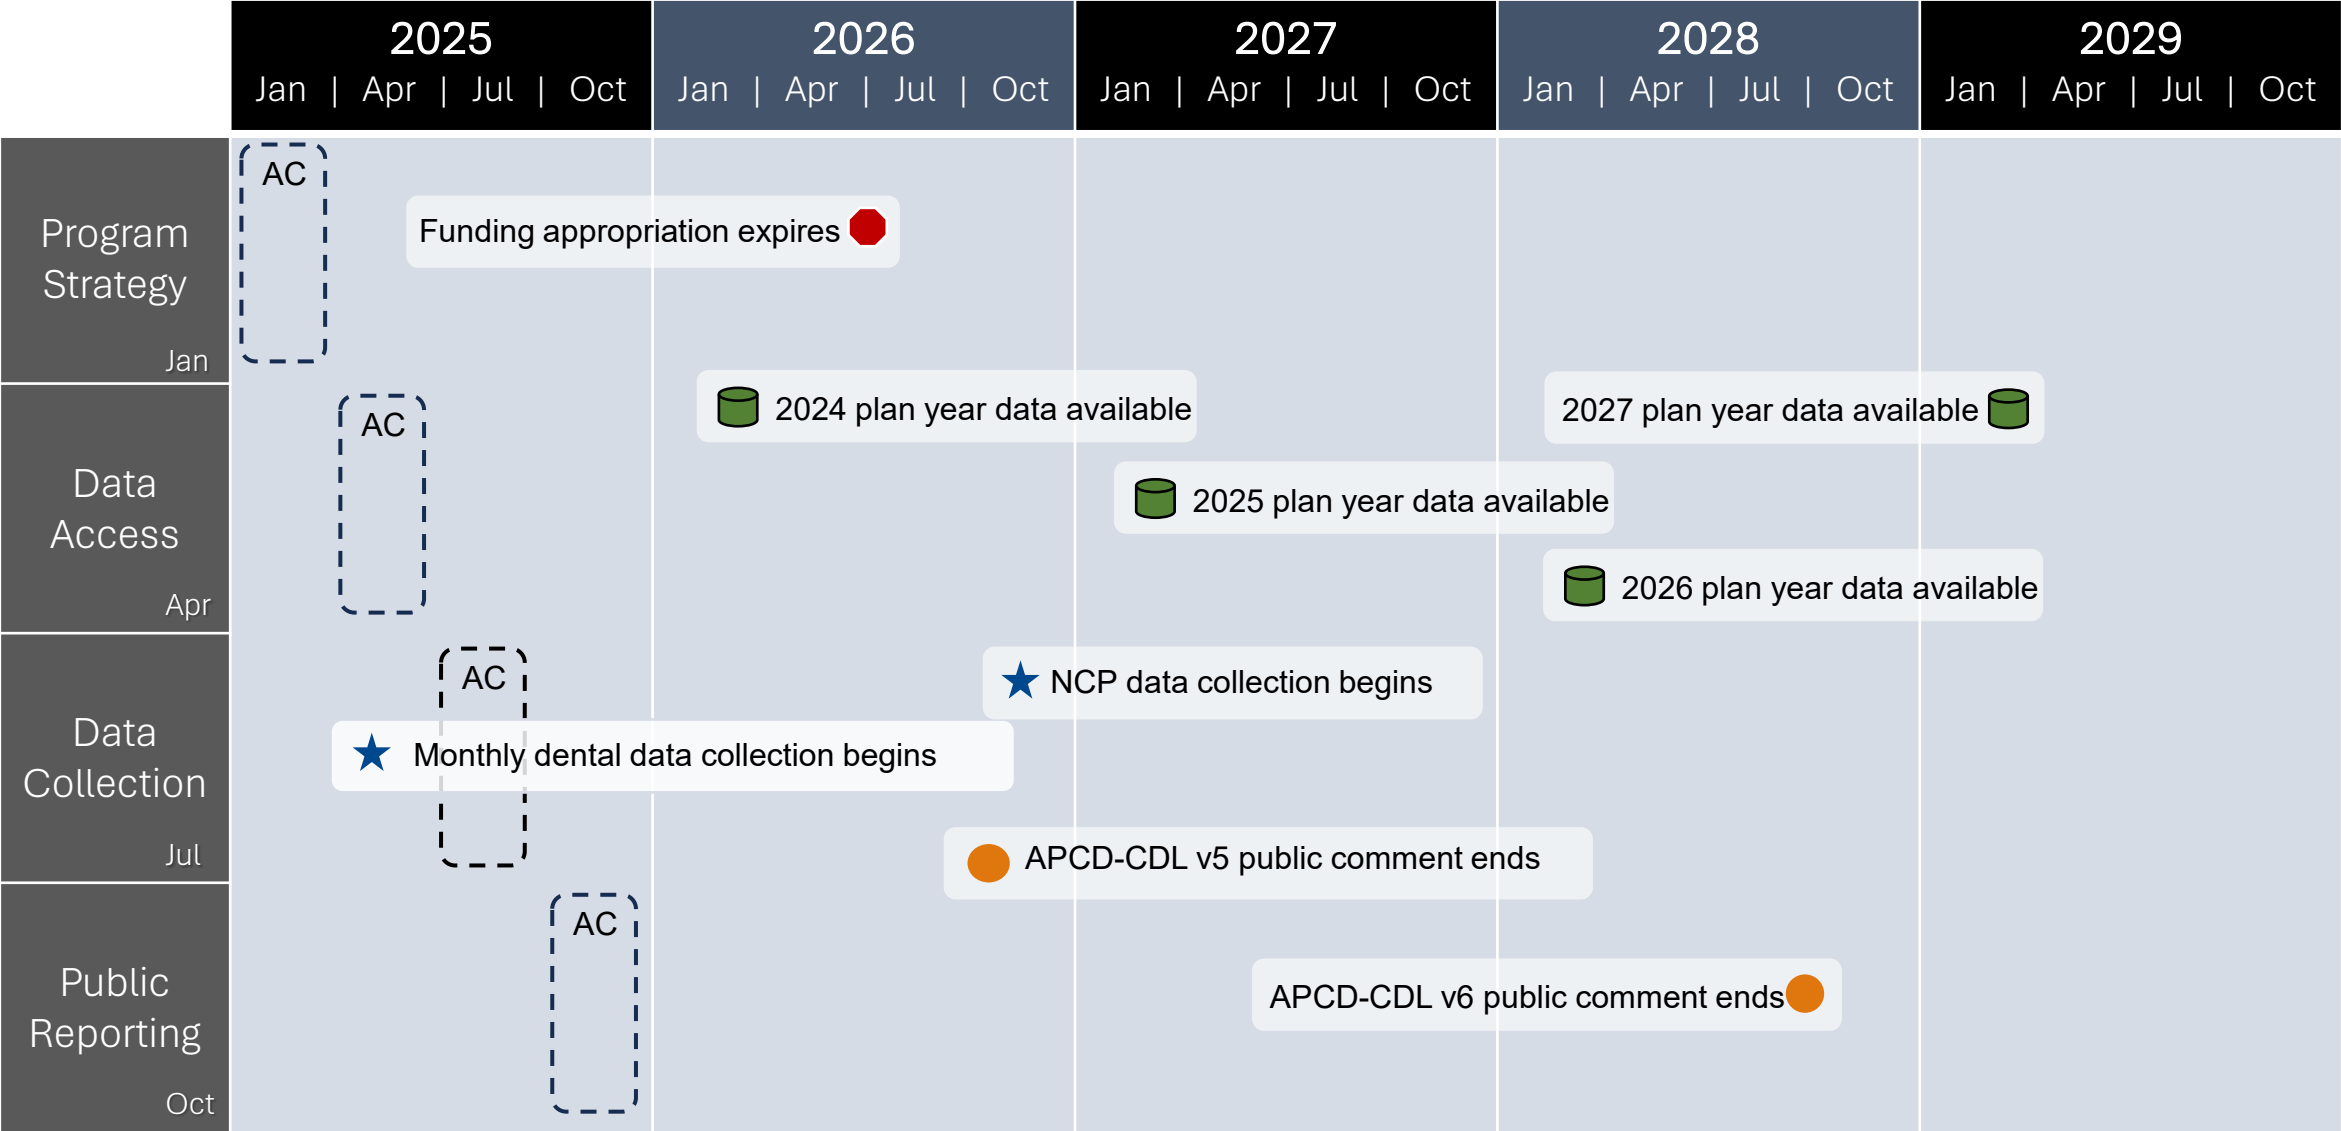 2025
2026
2027
2028
2029
Jan | Apr | Jul | Oct
Jan | Apr | Jul | Oct
Jan | Apr | Jul | Oct
Jan | Apr | Jul | Oct
Jan | Apr | Jul | Oct
Program
Strategy
Jan
AC
Funding appropriation expires
Data
Access
Apr
AC
2024 plan year data available
2027 plan year data available
2025 plan year data available
2026 plan year data available
Data
Collection
Jul
AC
NCP data collection begins
Monthly dental data collection begins
APCD-CDL v5 public comment ends
Public
Reporting
Oct
AC
APCD-CDL v6 public comment ends